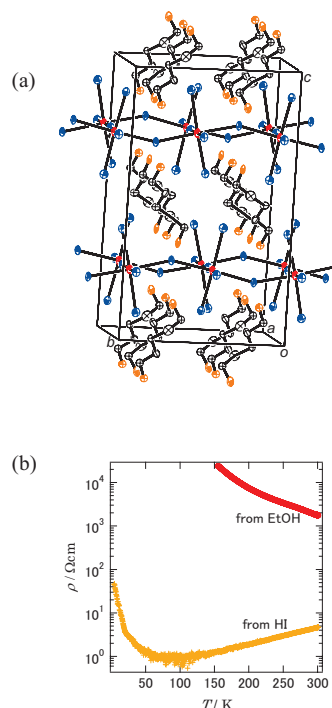 (a)
c
a
b
o
(b)
10⁴
10³
10²
10¹
10⁰
ρ / Ωcm
from EtOH
from HI
50 100 150 200 250 300
T/ K